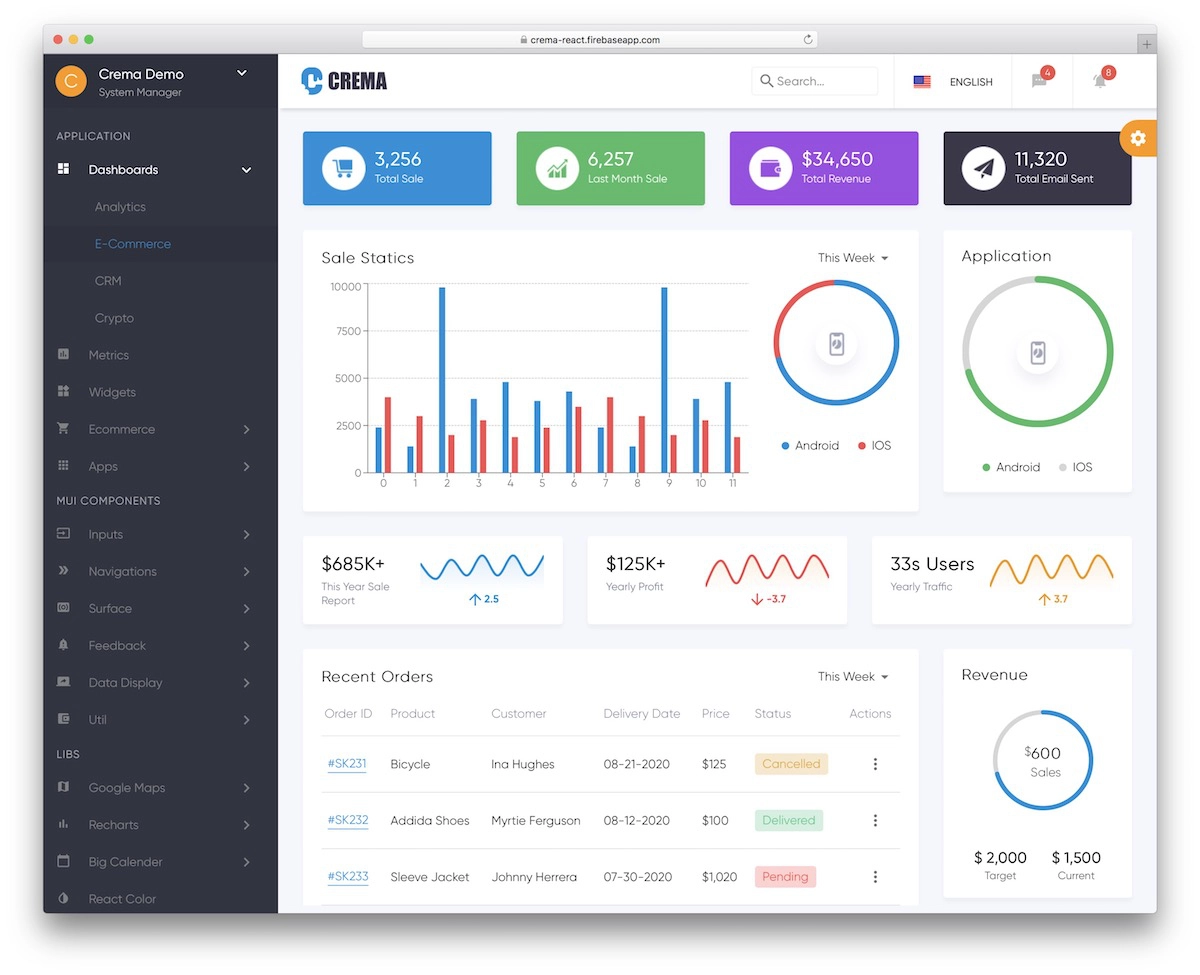 crema-react.firebaseapp.com
C
Crema Demo
System Manager
APPLICATION
Dashboards
Analytics
E-Commerce
CRM
Crypto
Metrics
Widgets
Ecommerce
Apps
MUI COMPONENTS
Inputs
Navigations
Surface
Feedback
Data Display
Util
LIBS
Google Maps
Recharts
Big Calender
React Color
CREMA
Search...
ENGLISH
4
8
3,256
Total Sale
6,257
Last Month Sale
$34,650
Total Revenue
11,320
Total Email Sent
Sale Statics
This Week
10000
7500
5000
2500
0
0 1 2 3 4 5 6 7 8 9 10 11
Android IOS
Application
Android IOS
$685K+
This Year Sale
Report
2.5
$125K+
Yearly Profit
-3.7
33s Users
Yearly Traffic
3.7
Recent Orders
This Week
Order ID Product Customer Delivery Date Price Status Actions
#SK231 Bicycle Ina Hughes 08-21-2020 $125 Cancelled
#SK232 Addida Shoes Myrtie Ferguson 08-12-2020 $100 Delivered
#SK233 Sleeve Jacket Johnny Herrera 07-30-2020 $1,020 Pending
Revenue
$600
Sales
$ 2,000 $ 1,500
Target Current